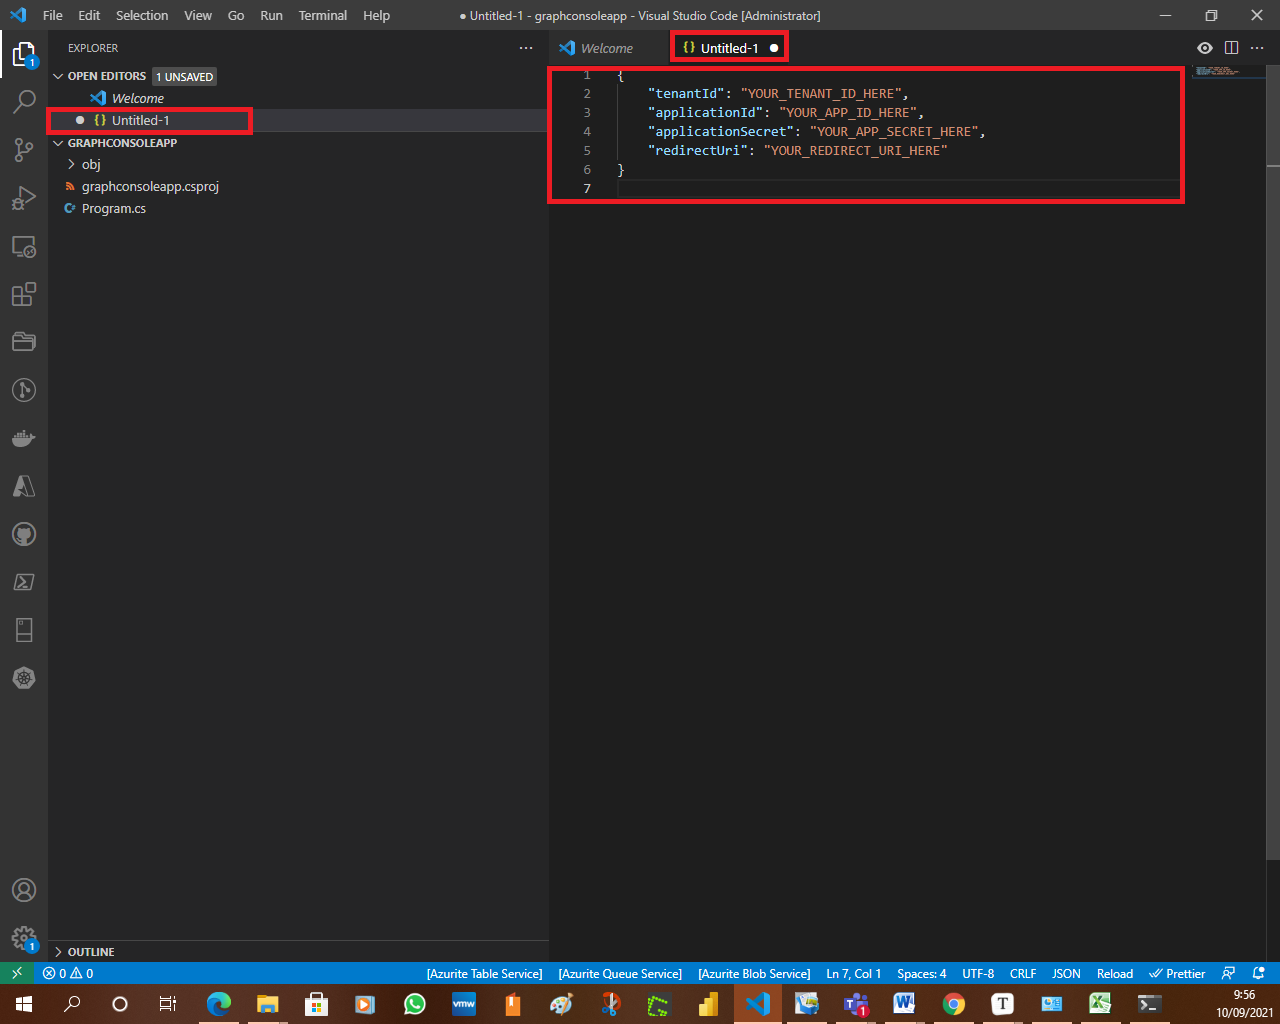 File Edit Selection View Go Run Terminal Help
● Untitled-1 - graphconsoleapp - Visual Studio Code [Administrator]
EXPLORER
OPEN EDITORS 1 UNSAVED
Welcome
{} Untitled-1
GRAPHCONSOLEAPP
obj
graphconsoleapp.csproj
C# Program.cs
OUTLINE
Welcome
{} Untitled-1
1 {
2 "tenantId": "YOUR_TENANT_ID_HERE",
3 "applicationId": "YOUR_APP_ID_HERE",
4 "applicationSecret": "YOUR_APP_SECRET_HERE",
5 "redirectUri": "YOUR_REDIRECT_URI_HERE"
6 }
7
1
1
0 0 [Azurite Table Service] [Azurite Queue Service] [Azurite Blob Service] Ln 7, Col 1 Spaces: 4 UTF-8 CRLF JSON Reload Prettier
vmw
1
W
T
X
9:56
10/09/2021